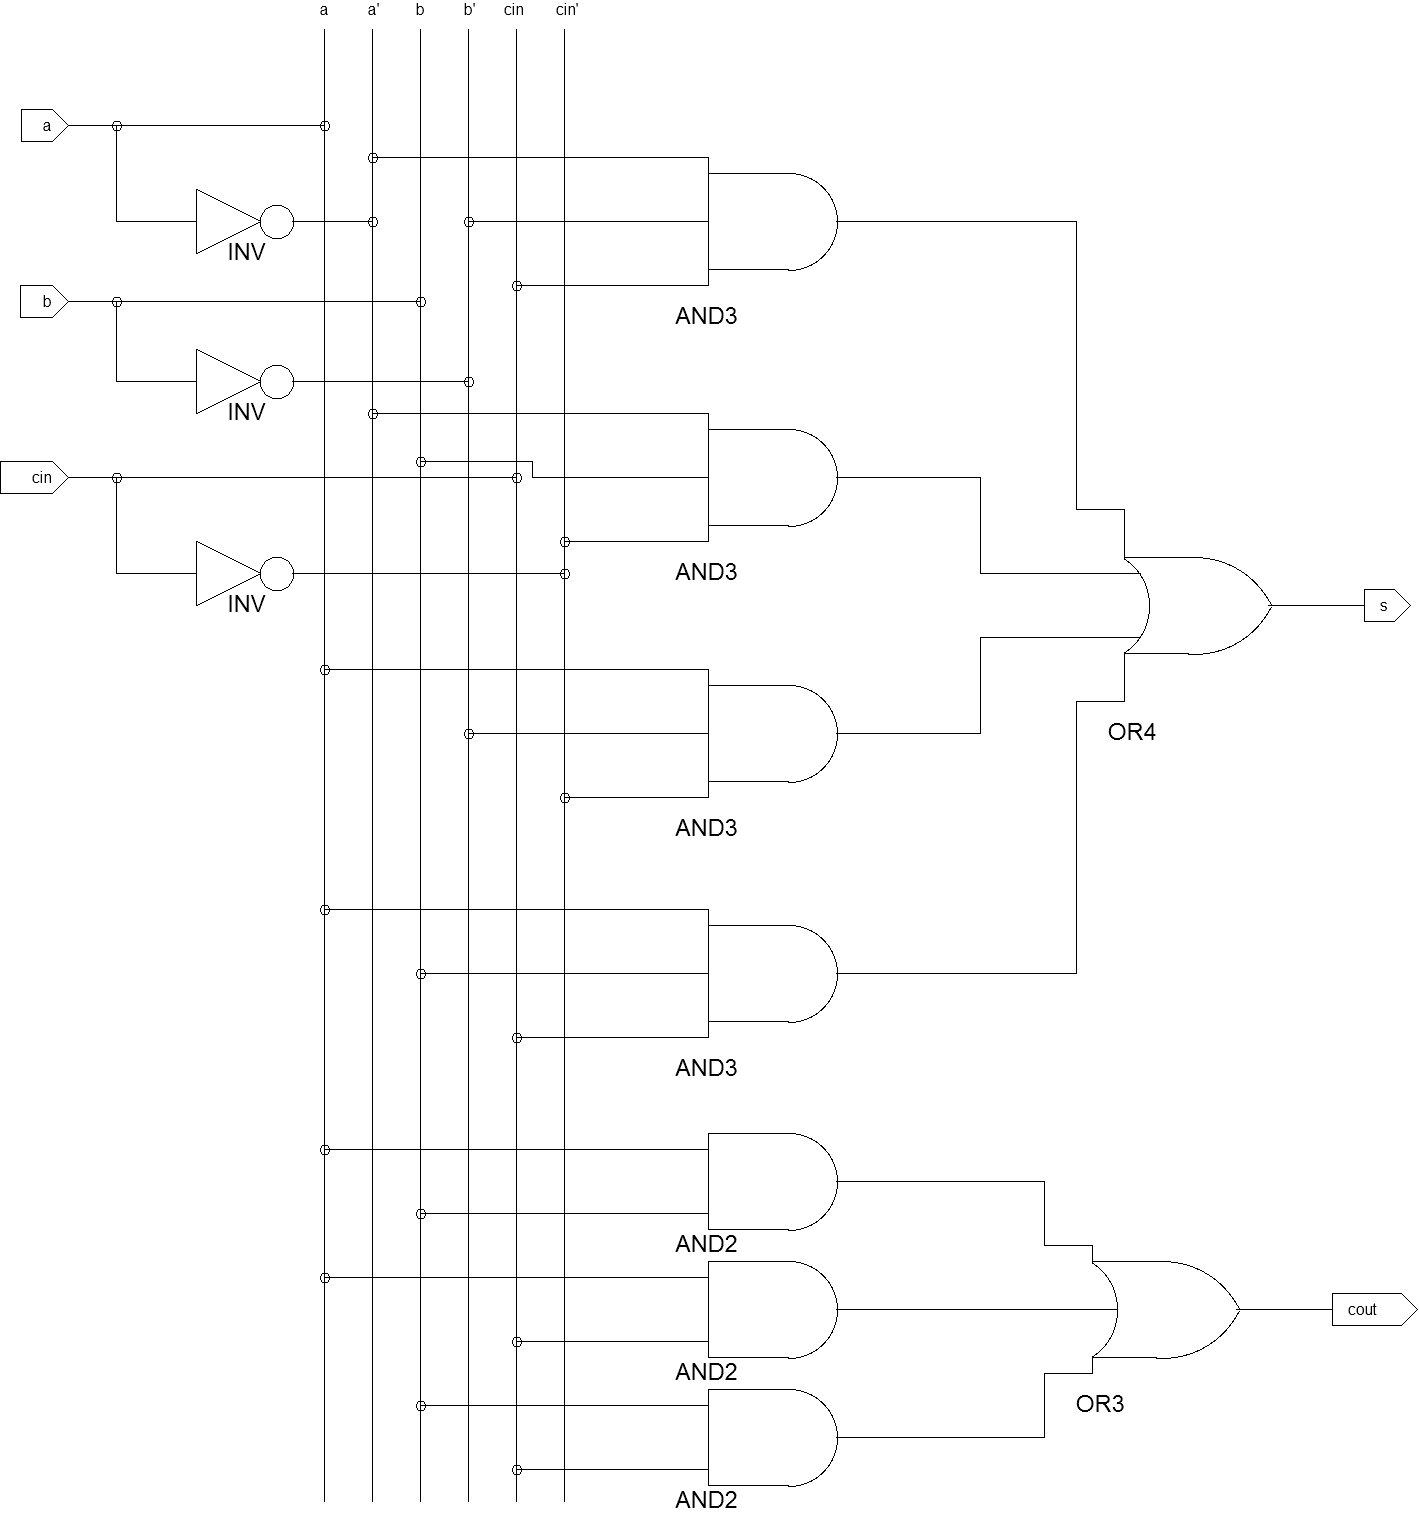 a a' b b' cin cin'
a
INV
b
AND3
INV
cin
AND3
INV
s
OR4
AND3
AND3
AND2
cout
AND2
OR3
AND2